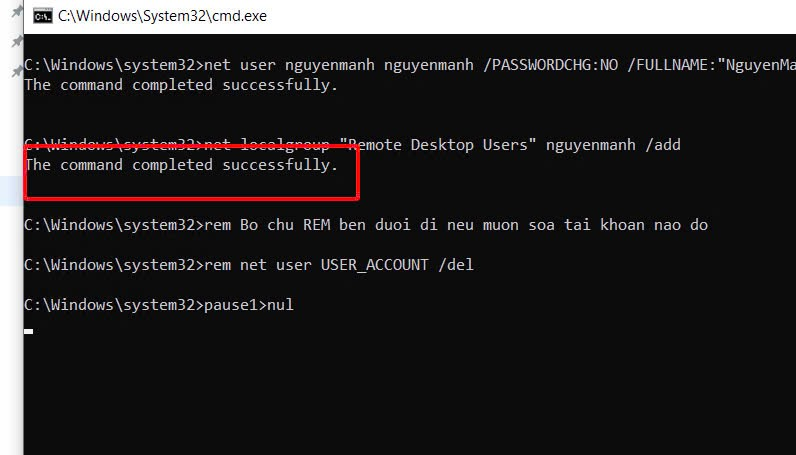 C:\Windows\System32\cmd.exe
C:\Windows\system32>net user nguyenmanh nguyenmanh /PASSWORDCHG:NO /FULLNAME:"NguyenMa
The command completed successfully.
C:\Windows\system32>net localgroup "Remote Desktop Users" nguyenmanh /add
The command completed successfully.
C:\Windows\system32>rem Bo chu REM ben duoi di neu muon soa tai khoan nao do
C:\Windows\system32>rem net user USER_ACCOUNT /del
C:\Windows\system32>pause1>nul